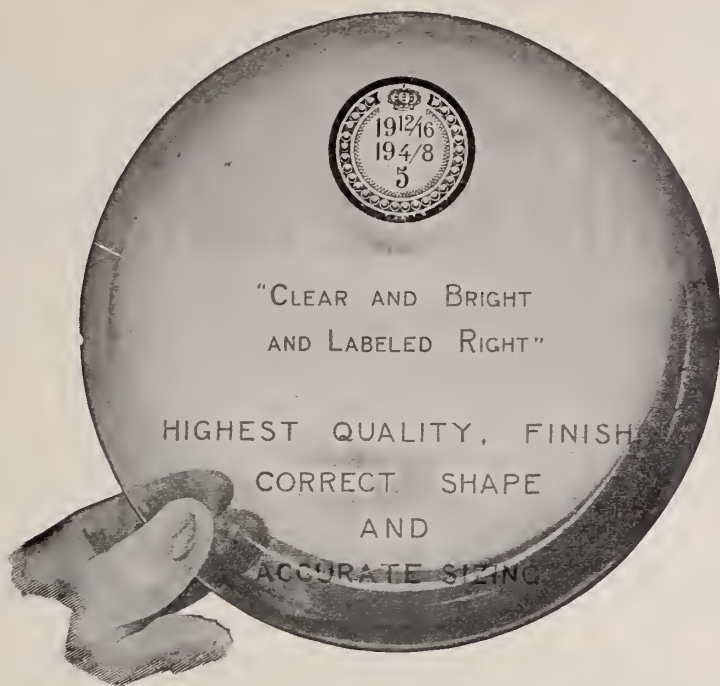 19 12/16
19 4/8
5
"CLEAR AND BRIGHT
AND LABELED RIGHT"
HIGHEST QUALITY, FINISH,
CORRECT SHAPE
AND
ACCURATE SIZING